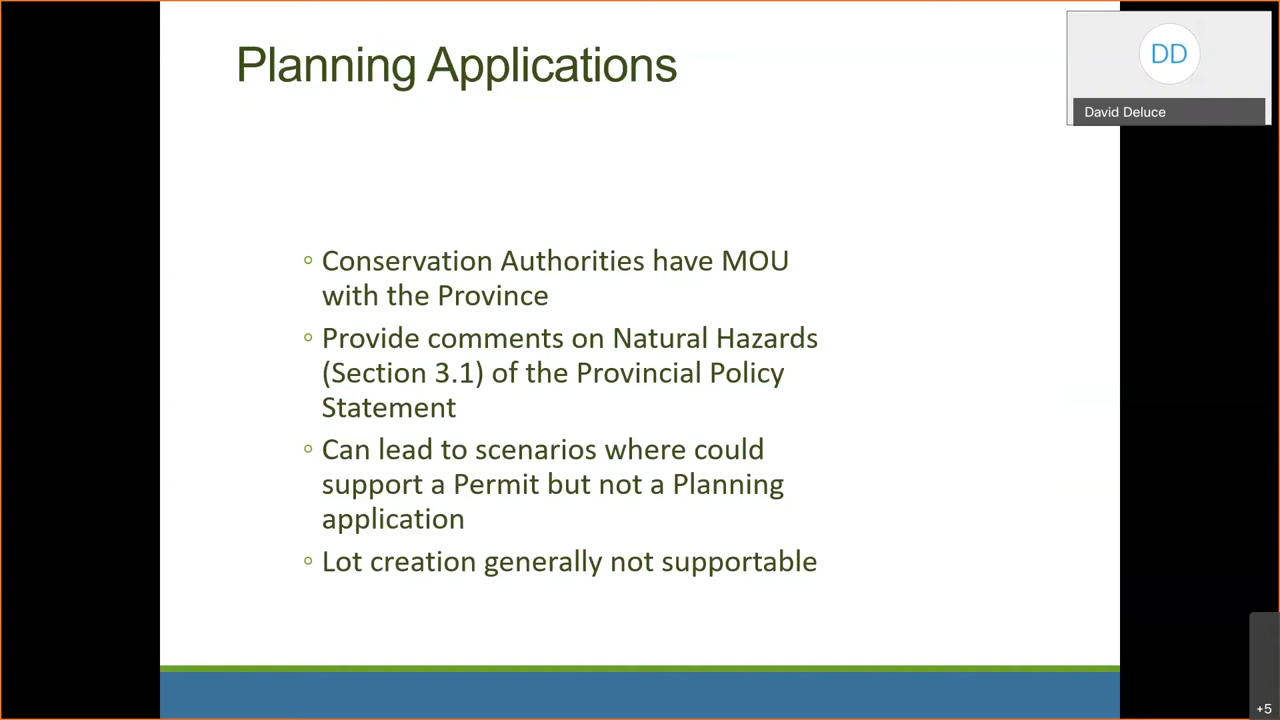 Planning Applications
DD
David Deluce
◦ Conservation Authorities have MOU
with the Province
◦ Provide comments on Natural Hazards
(Section 3.1) of the Provincial Policy
Statement
◦ Can lead to scenarios where could
support a Permit but not a Planning
application
◦ Lot creation generally not supportable
+5